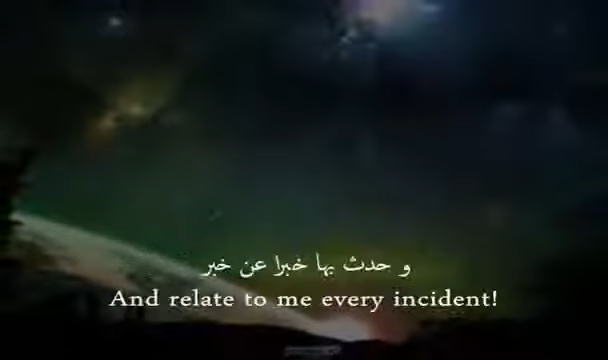 و حدث بها خبرا عن خبر
And relate to me every incident!